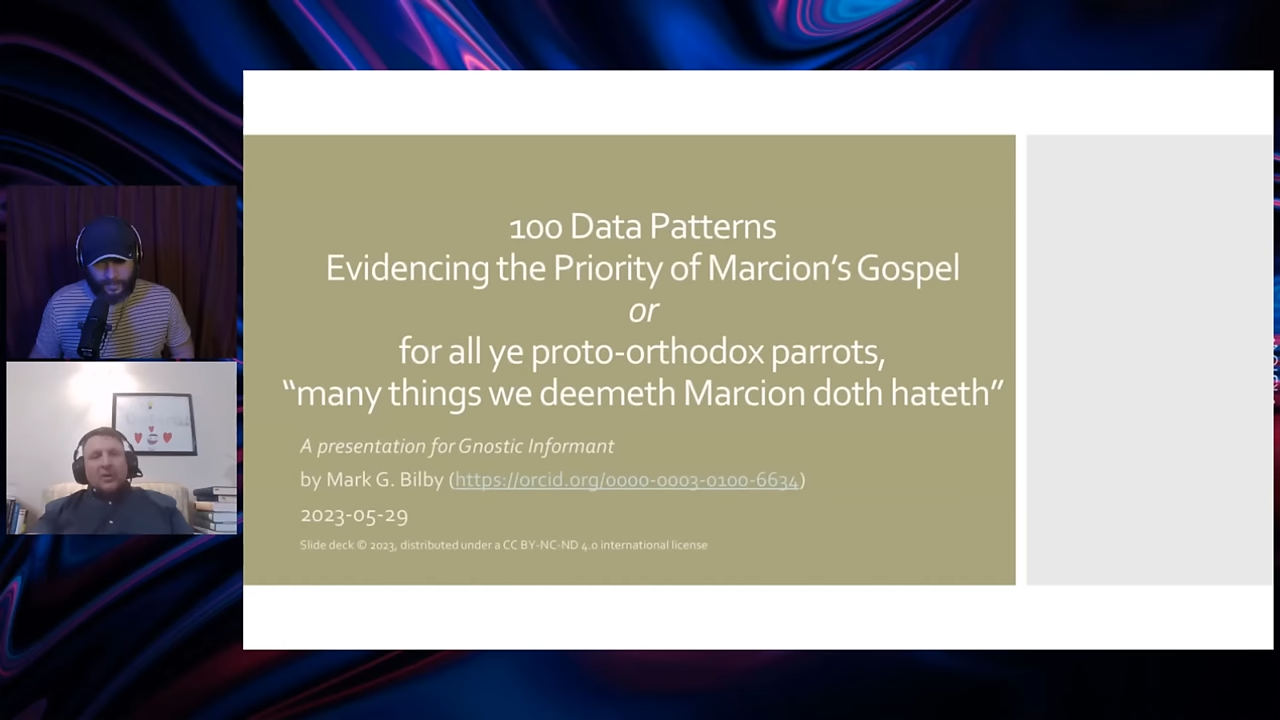 100 Data Patterns
Evidencing the Priority of Marcion's Gospel
or
for all ye proto-orthodox parrots,
“many things we deemeth Marcion doth hateth”
A presentation for Gnostic Informant
by Mark G. Bilby (https://orcid.org/0000-0003-0100-6634)
2023-05-29
Slide deck © 2023, distributed under a CC BY-NC-ND 4.0 international license